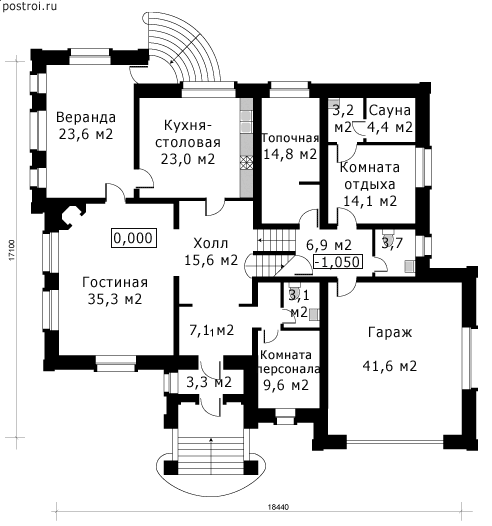 postroi.ru
Веранда
23,6 м2
Кухня-
столовая
23,0 м2
Топочная
14,8 м2
3,2
м2
Сауна
4,4 м2
Комната
отдыха
14,1 м2
0,000
Холл
15,6 м2
6,9 м2
-1,050
3,7
Гостиная
35,3 м2
3,1
м2
7,1 м2
Гараж
41,6 м2
Комната
персонала
9,6 м2
3,3 м2
17100
18440